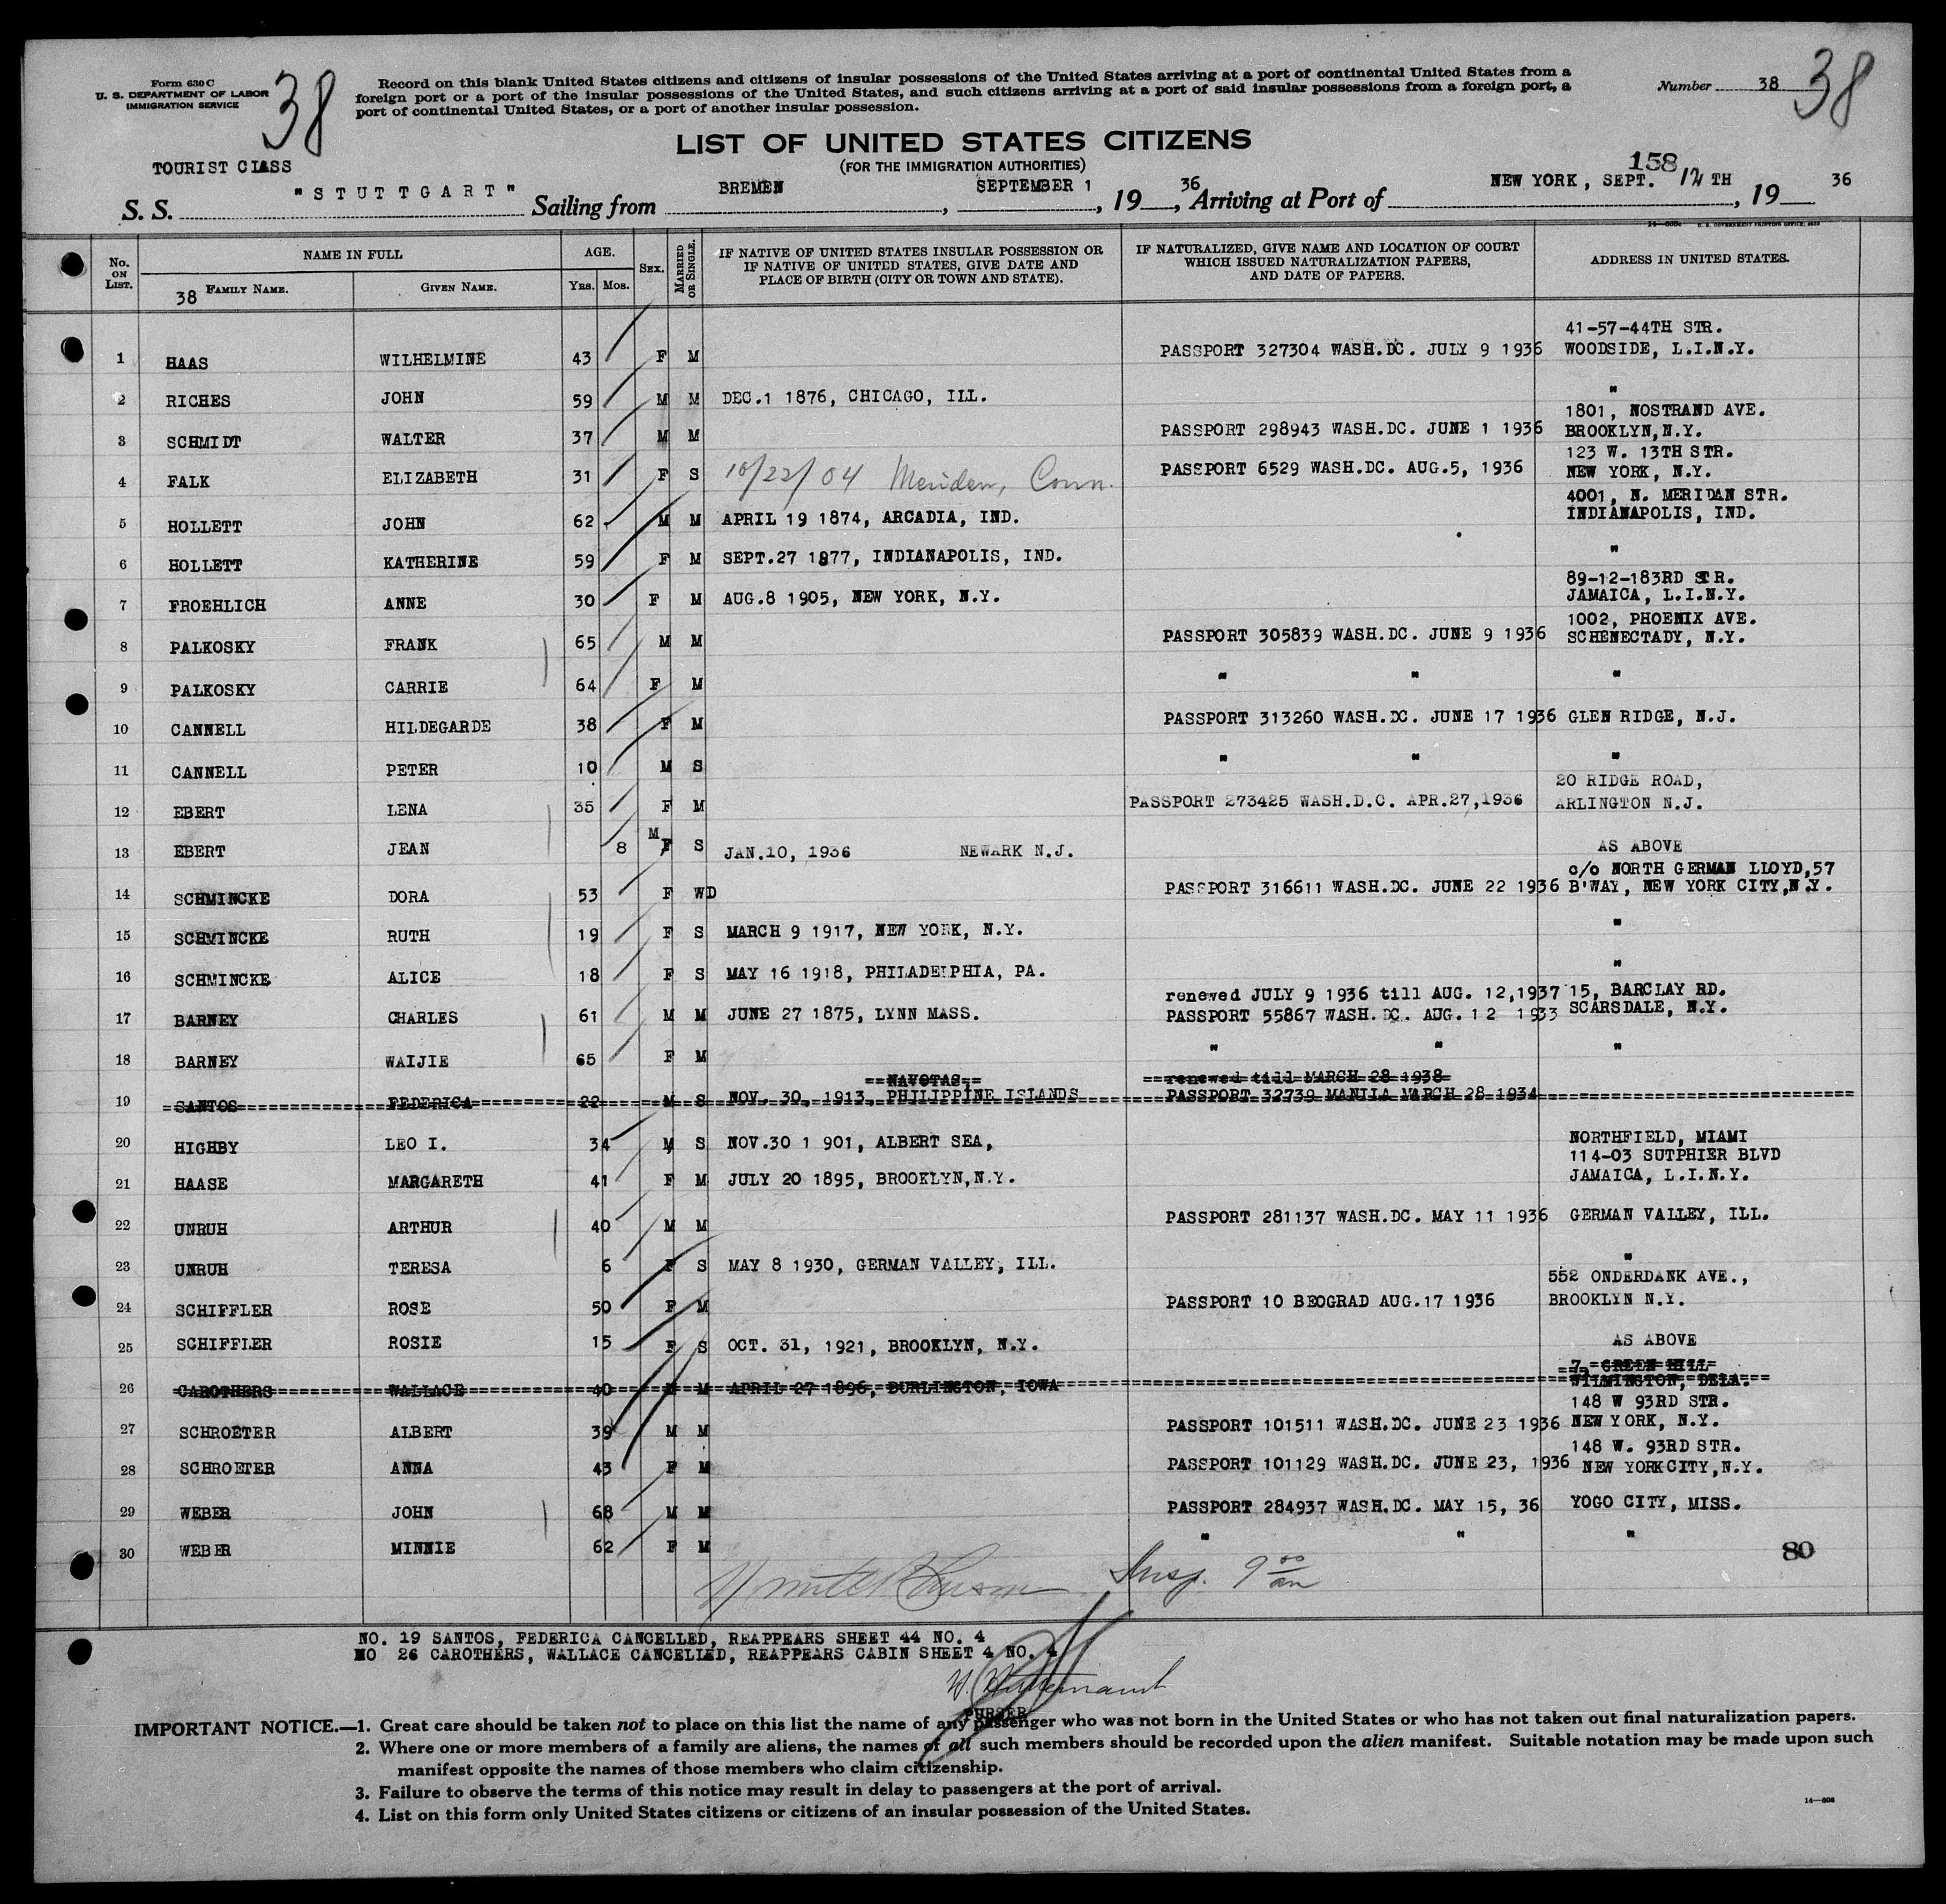 Form 630 C
U. S. DEPARTMENT OF LABOR
IMMIGRATION SERVICE
38
Record on this blank United States citizens and citizens of insular possessions of the United States arriving at a port of continental United States from a
foreign port or a port of the insular possessions of the United States, and such citizens arriving at a port of said insular possessions from a foreign port, a
port of continental United States, or a port of another insular possession.
Number 38
38
LIST OF UNITED STATES CITIZENS
(FOR THE IMMIGRATION AUTHORITIES)
TOURIST CLASS
158
S. S. "STUTTGART" Sailing from BREMEN, SEPTEMBER 1, 1936, Arriving at Port of NEW YORK, SEPT. 12 TH, 1936
No. ON LIST. NAME IN FULL AGE. SEX. MARRIED OR SINGLE. IF NATIVE OF UNITED STATES INSULAR POSSESSION OR IF NATIVE OF UNITED STATES, GIVE DATE AND PLACE OF BIRTH (CITY OR TOWN AND STATE). IF NATURALIZED, GIVE NAME AND LOCATION OF COURT WHICH ISSUED NATURALIZATION PAPERS, AND DATE OF PAPERS. ADDRESS IN UNITED STATES.
38 FAMILY NAME. GIVEN NAME. YRS. MOS.
1 HAAS WILHELMINE 43 F M PASSPORT 327304 WASH.DC. JULY 9 1936 41-57-44TH STR. WOODSIDE, L.I.N.Y.
2 RICHES JOHN 59 M M DEC.1 1876, CHICAGO, ILL. "
3 SCHMIDT WALTER 37 M M PASSPORT 298943 WASH.DC. JUNE 1 1936 1801, NOSTRAND AVE. BROOKLYN,N.Y.
4 FALK ELIZABETH 31 F S 10/22/04 Meriden, Conn. PASSPORT 6529 WASH.DC. AUG.5, 1936 123 W. 13TH STR. NEW YORK, N.Y.
5 HOLLETT JOHN 62 M M APRIL 19 1874, ARCADIA, IND. 4001, N. MERIDAN STR. INDIANAPOLIS, IND.
6 HOLLETT KATHERINE 59 F M SEPT.27 1877, INDIANAPOLIS, IND. "
7 FROEHLICH ANNE 30 F M AUG.8 1905, NEW YORK, N.Y. 89-12-183RD STR. JAMAICA, L.I.N.Y.
8 PALKOSKY FRANK 65 M M PASSPORT 305839 WASH.DC. JUNE 9 1936 1002, PHOENIX AVE. SCHENECTADY, N.Y.
9 PALKOSKY CARRIE 64 F M " " "
10 CANNELL HILDEGARDE 38 F M PASSPORT 313260 WASH.DC. JUNE 17 1936 GLEN RIDGE, N.J.
11 CANNELL PETER 10 M S " " "
12 EBERT LENA 35 F M PASSPORT 273425 WASH.D.C. APR.27,1936 20 RIDGE ROAD, ARLINGTON N.J.
13 EBERT JEAN 8 M F S JAN.10, 1936 NEWARK N.J. AS ABOVE
14 SCHMINCKE DORA 53 F WD PASSPORT 316611 WASH.DC. JUNE 22 1936 c/o NORTH GERMAN LLOYD,57 B'WAY, NEW YORK CITY,N.Y.
15 SCHMINCKE RUTH 19 F S MARCH 9 1917, NEW YORK, N.Y. "
16 SCHMINCKE ALICE 18 F S MAY 16 1918, PHILADELPHIA, PA. "
17 BARNEY CHARLES 61 M M JUNE 27 1875, LYNN MASS. renewed JULY 9 1936 till AUG. 12,1937 PASSPORT 55867 WASH.DC. AUG. 12 1933 15, BARCLAY RD. SCARSDALE, N.Y.
18 BARNEY WAIJIE 65 F M " " "
19 SANTOS FEDERICA 22 M S NAVOTAS, NOV. 30, 1913, PHILIPPINE ISLANDS renewed till MARCH 28 1938 PASSPORT 32739 MANILA MARCH 28 1934
20 HIGHBY LEO I. 34 M S NOV.30 1 901, ALBERT SEA, NORTHFIELD, MIAMI
21 HAASE MARGARETH 41 F M JULY 20 1895, BROOKLYN,N.Y. 114-03 SUTPHIER BLVD JAMAICA, L.I.N.Y.
22 UNRUH ARTHUR 40 M M PASSPORT 281137 WASH.DC. MAY 11 1936 GERMAN VALLEY, ILL.
23 UNRUH TERESA 6 F S MAY 8 1930, GERMAN VALLEY, ILL. "
24 SCHIFFLER ROSE 50 F M PASSPORT 10 BEOGRAD AUG.17 1936 552 ONDERDANK AVE., BROOKLYN N.Y.
25 SCHIFFLER ROSIE 15 F S OCT. 31, 1921, BROOKLYN, N.Y. AS ABOVE
26 CAROTHERS WALLACE 40 M M APRIL 27 1896, BURLINGTON, IOWA 7, GREEN HILL WILMINGTON, DELA.
27 SCHROETER ALBERT 39 M M PASSPORT 101511 WASH.DC. JUNE 23 1936 148 W 93RD STR. NEW YORK, N.Y.
28 SCHROETER ANNA 43 F M PASSPORT 101129 WASH.DC. JUNE 23, 1936 148 W. 93RD STR. NEW YORK CITY,N.Y.
29 WEBER JOHN 68 M M PASSPORT 284937 WASH.DC. MAY 15, 36 YOGO CITY, MISS.
30 WEBER MINNIE 62 F M " " "
80
Insp. 9 00 am
NO. 19 SANTOS, FEDERICA CANCELLED, REAPPEARS SHEET 44 NO. 4
NO 26 CAROTHERS, WALLACE CANCELLED, REAPPEARS CABIN SHEET 4 NO. 4
PURSER
IMPORTANT NOTICE.—1. Great care should be taken not to place on this list the name of any passenger who was not born in the United States or who has not taken out final naturalization papers.
2. Where one or more members of a family are aliens, the names of all such members should be recorded upon the alien manifest. Suitable notation may be made upon such
manifest opposite the names of those members who claim citizenship.
3. Failure to observe the terms of this notice may result in delay to passengers at the port of arrival.
4. List on this form only United States citizens or citizens of an insular possession of the United States.